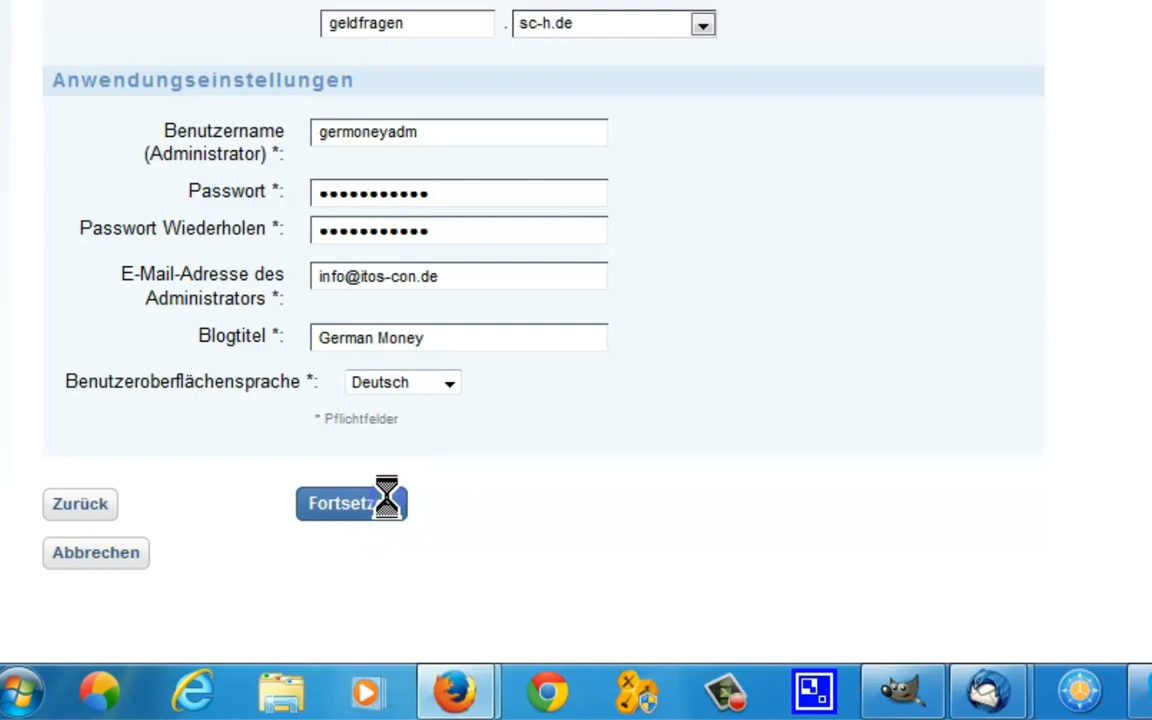 geldfragen . sc-h.de
Anwendungseinstellungen
Benutzername
(Administrator) *:
germoneyadm
Passwort *:
•••••••••••
Passwort Wiederholen *:
•••••••••••
E-Mail-Adresse des
Administrators *:
info@itos-con.de
Blogtitel *: German Money
Benutzeroberflächensprache *: Deutsch
* Pflichtfelder
Zurück
Abbrechen